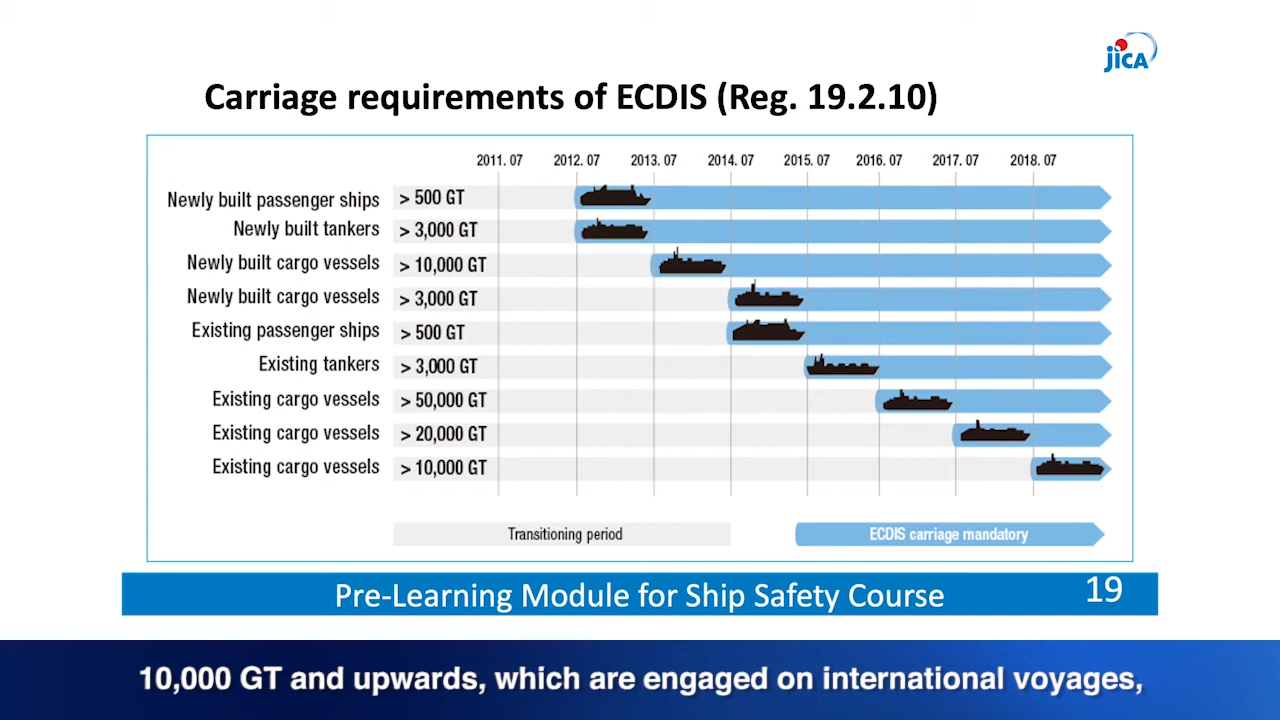 JICA
Carriage requirements of ECDIS (Reg. 19.2.10)
2011. 07 2012. 07 2013. 07 2014. 07 2015. 07 2016. 07 2017. 07 2018. 07
Newly built passenger ships > 500 GT
Newly built tankers > 3,000 GT
Newly built cargo vessels > 10,000 GT
Newly built cargo vessels > 3,000 GT
Existing passenger ships > 500 GT
Existing tankers > 3,000 GT
Existing cargo vessels > 50,000 GT
Existing cargo vessels > 20,000 GT
Existing cargo vessels > 10,000 GT
Transitioning period ECDIS carriage mandatory
Pre-Learning Module for Ship Safety Course 19
10,000 GT and upwards, which are engaged on international voyages,